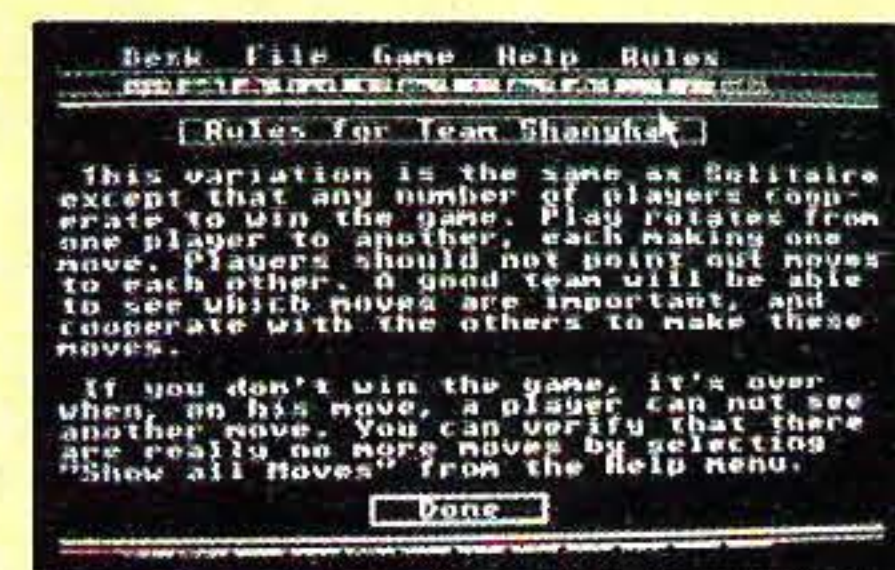 Desk File Game Help Rules
Rules for Team Shanghai
This variation is the same as Solitaire
except that any number of players coop-
erate to win the game. Play rotates from
one player to another, each making one
move. Players should not point out moves
to each other. A good team will be able
to see which moves are important, and
cooperate with the others to make these
moves.
If you don't win the game, it's over
when, on his move, a player can not see
another move. You can verify that there
are really no more moves by selecting
"Show all Moves" from the Help menu.
Done